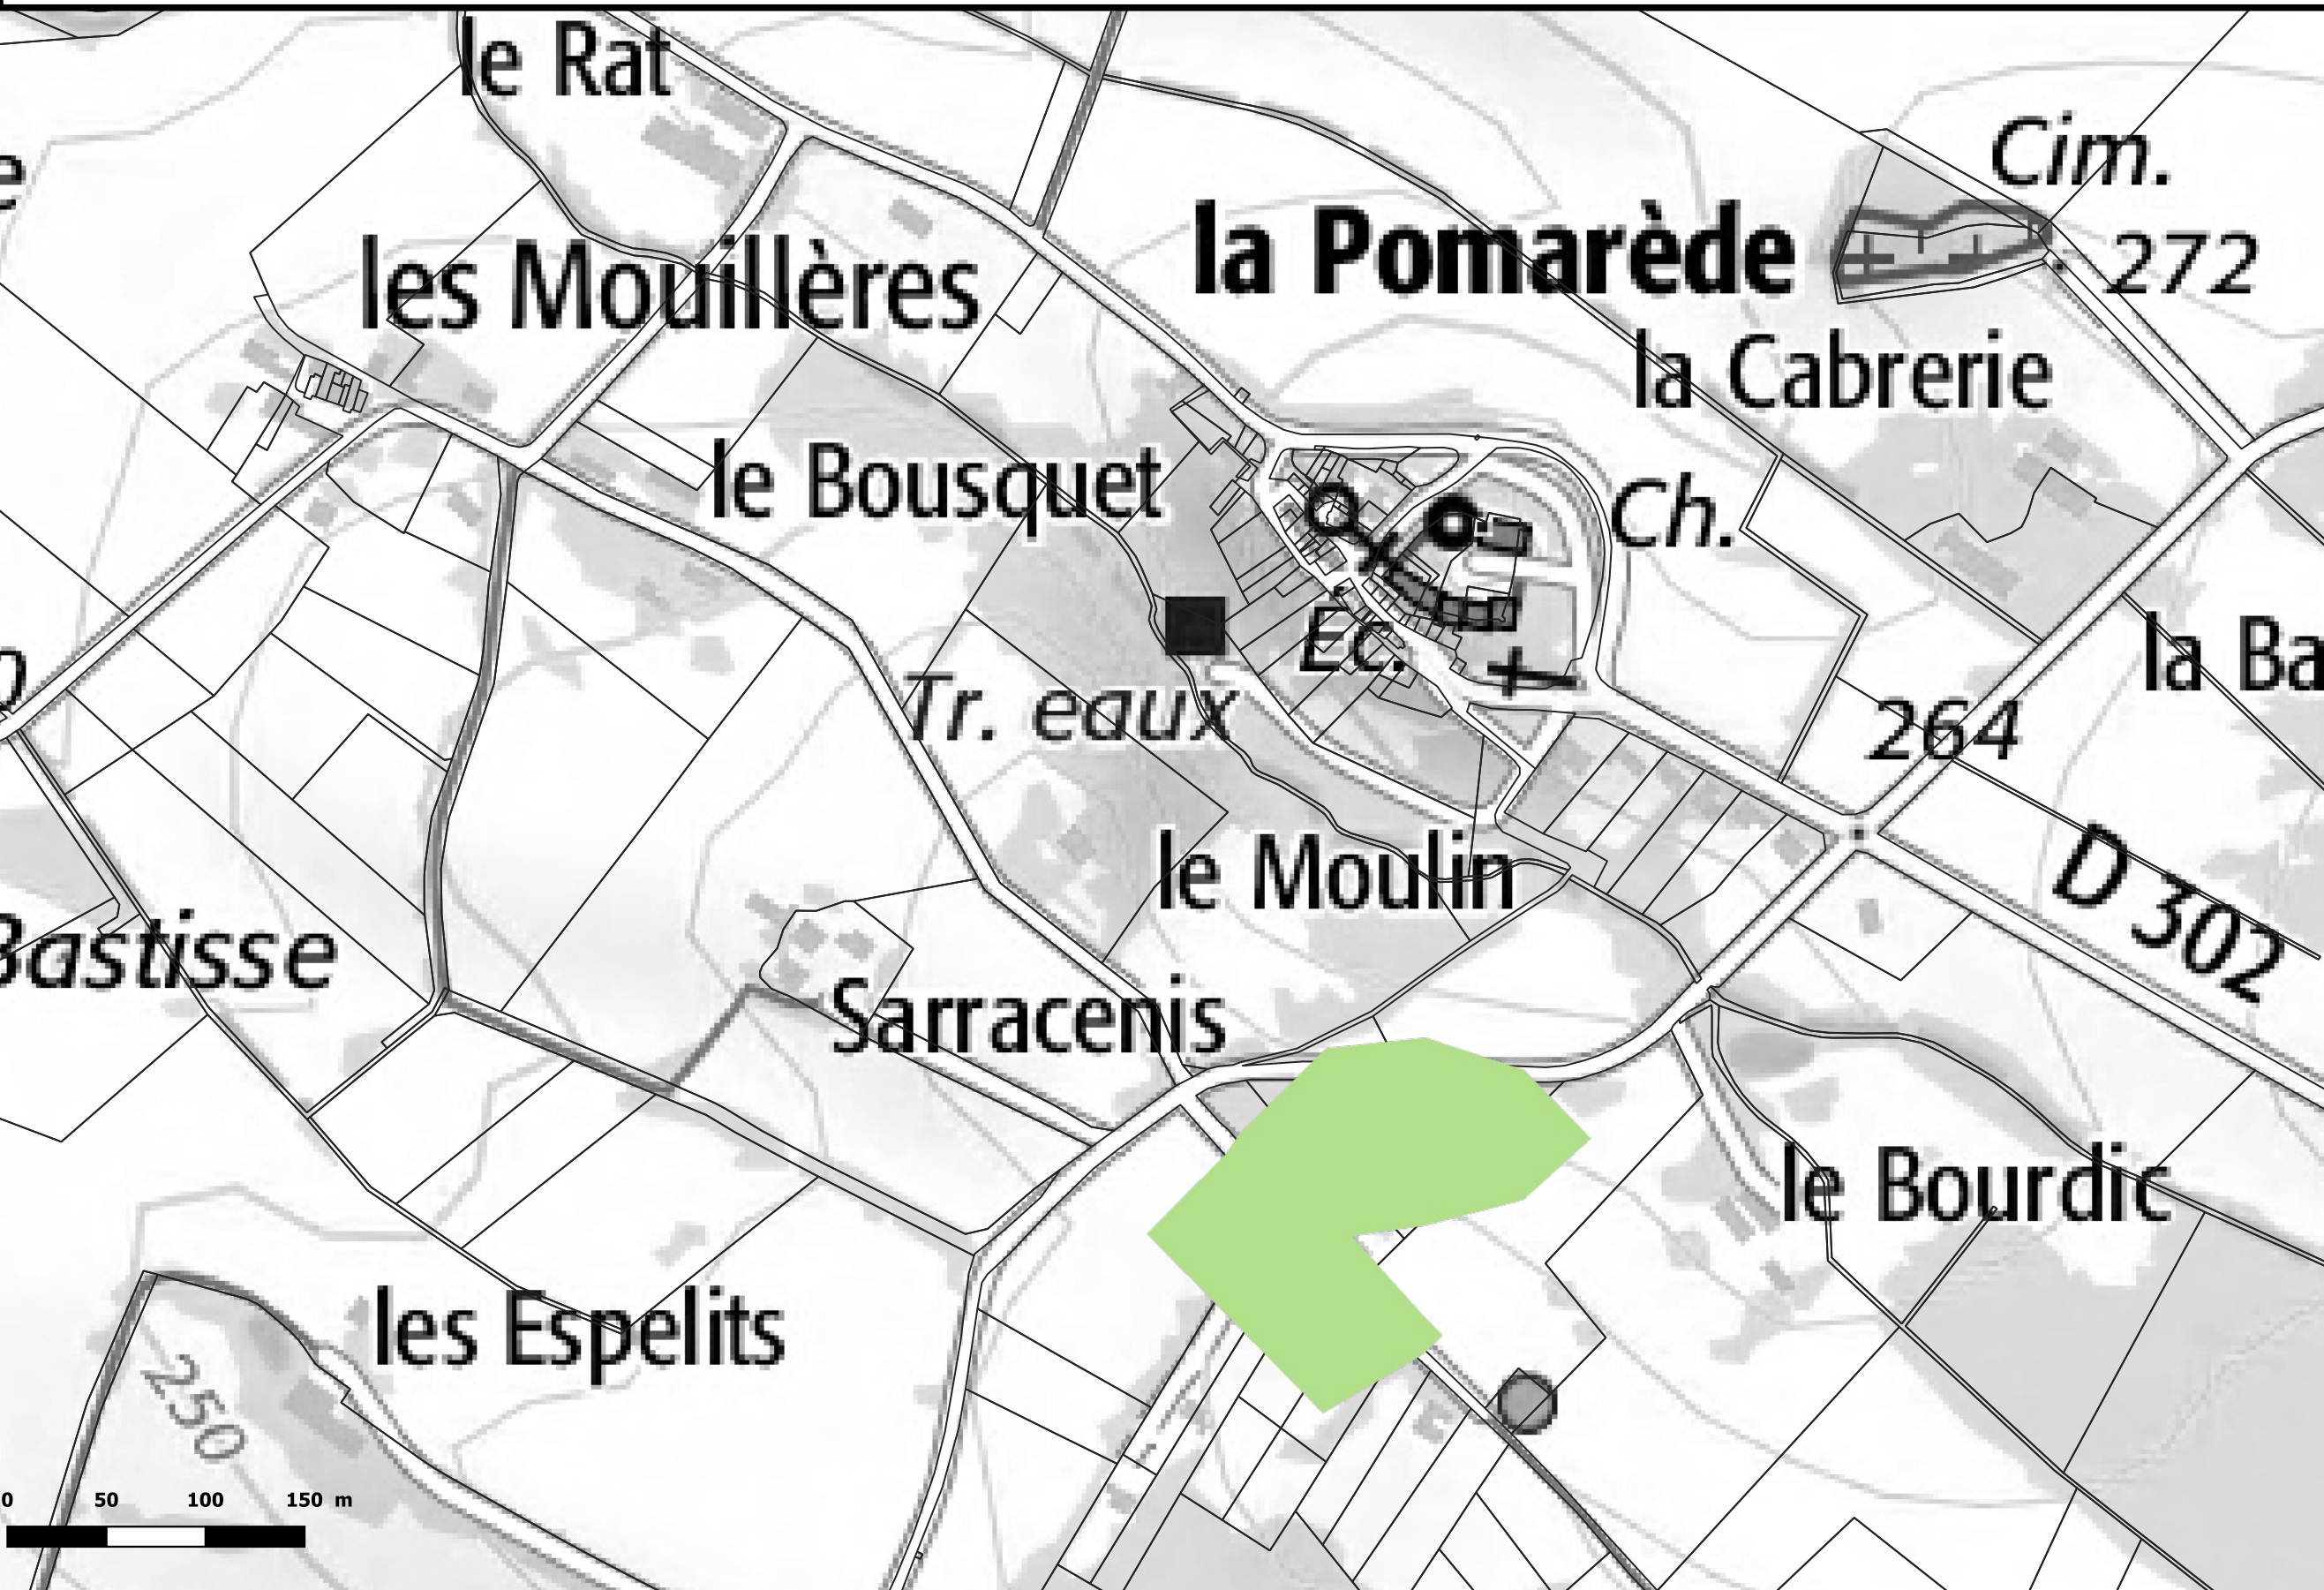 le Rat
Cim.
e
la Pomarède
272
les Mouillères
la Cabrerie
le Bousquet
Ch.
Ec.
la Ba
Tr. eaux
264
le Moulin
D 302
Bastisse
Sarracenis
le Bourdic
les Espelits
250
0 50 100 150 m